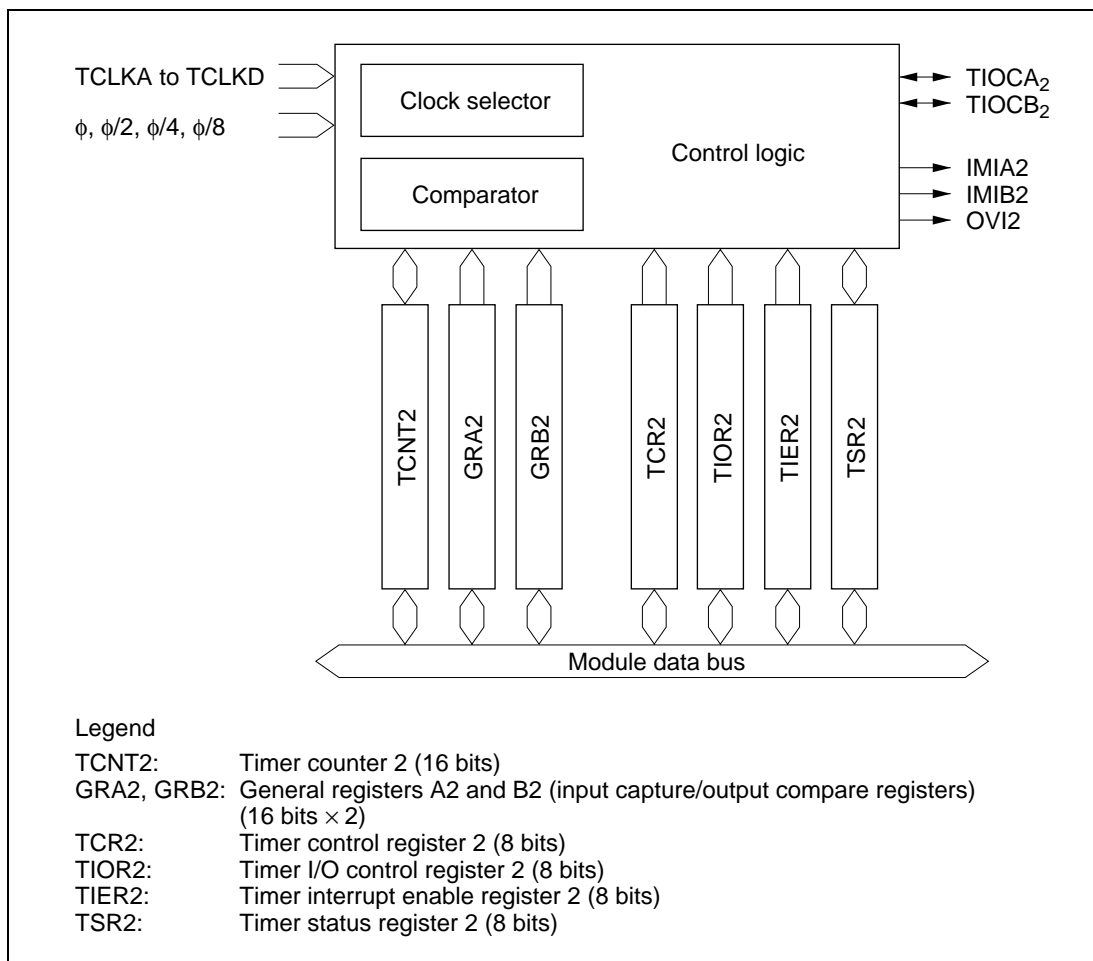 TCLKA to TCLKD
ϕ, ϕ/2, ϕ/4, ϕ/8
Clock selector
Comparator
Control logic
TIOCA₂
TIOCB₂
IMIA2
IMIB2
OVI2
TCNT2
GRA2
GRB2
TCR2
TIOR2
TIER2
TSR2
Module data bus
Legend
TCNT2: Timer counter 2 (16 bits)
GRA2, GRB2: General registers A2 and B2 (input capture/output compare registers)
(16 bits × 2)
TCR2: Timer control register 2 (8 bits)
TIOR2: Timer I/O control register 2 (8 bits)
TIER2: Timer interrupt enable register 2 (8 bits)
TSR2: Timer status register 2 (8 bits)